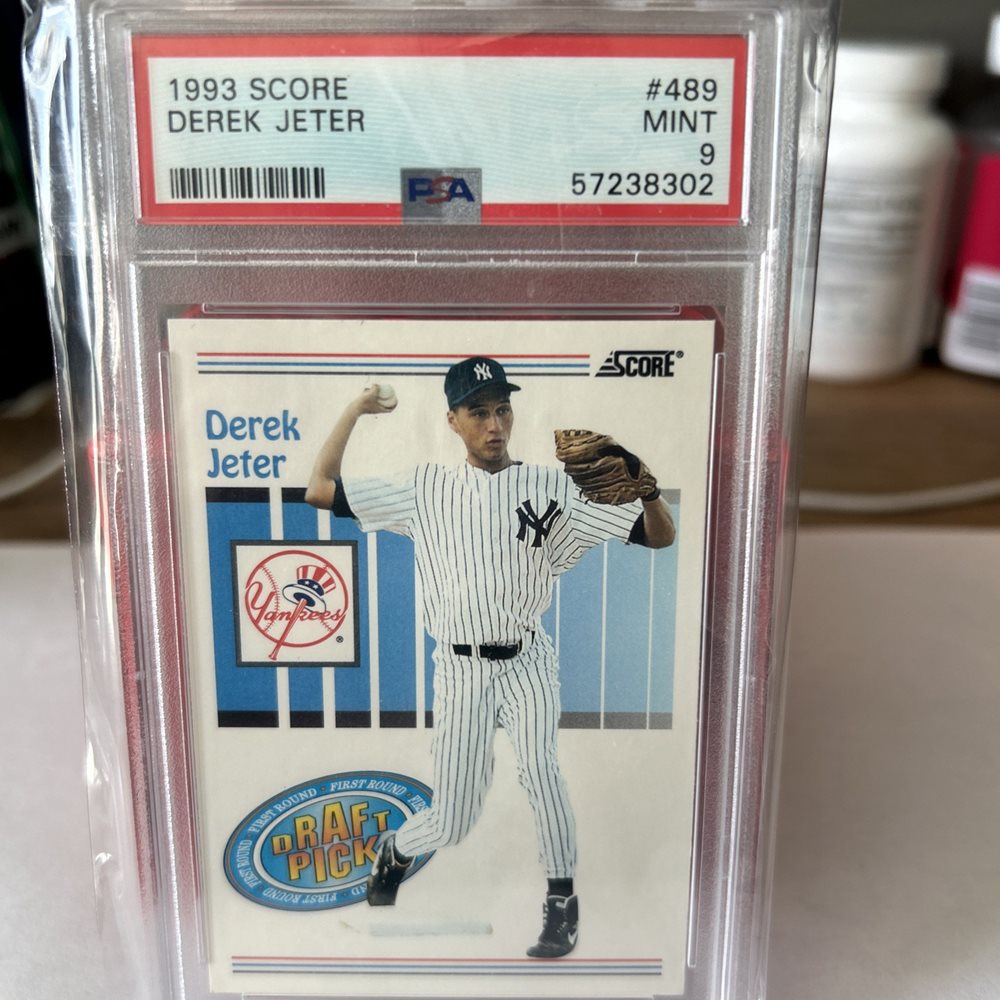 1993 SCORE #489
DEREK JETER MINT
9
PSA 57238302
SCORE®
Derek
Jeter
NY
NY
Yankees®
FIRST ROUND · FIRST ROUND
DRAFT
PICK
FIRST ROUND · FIRST ROUND